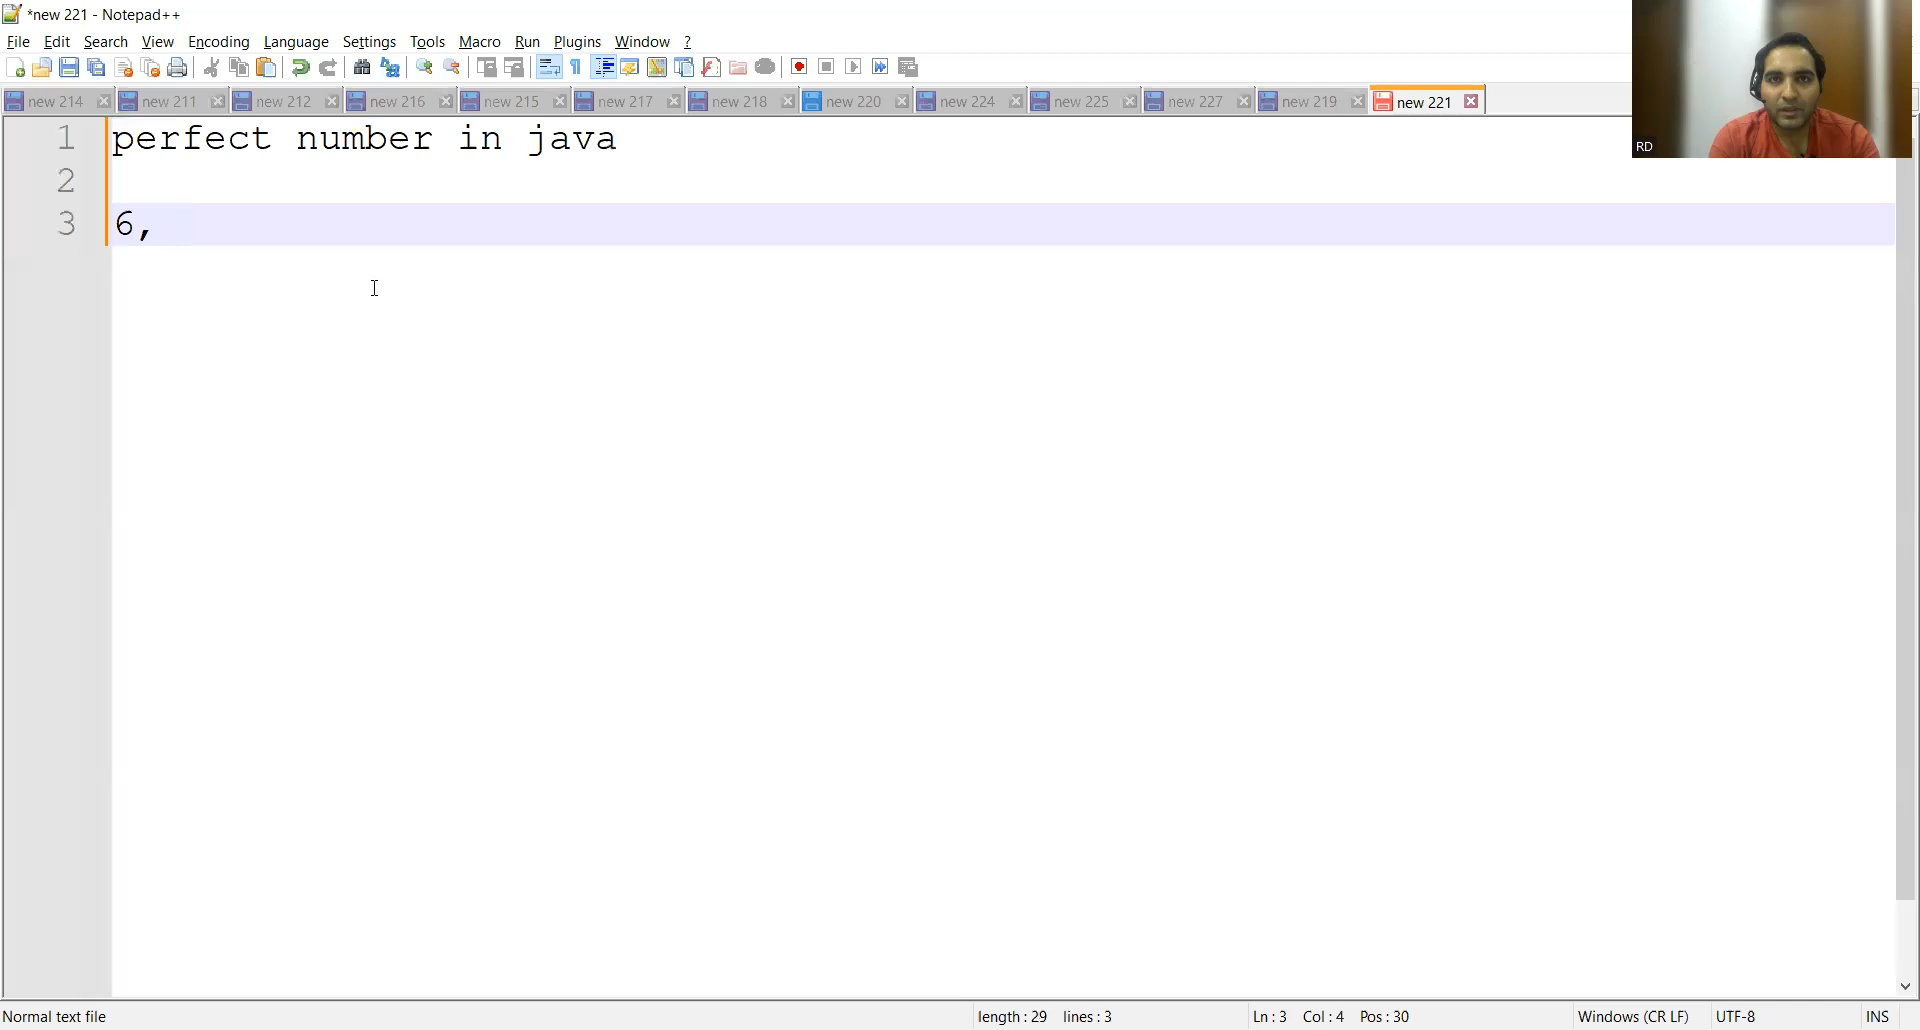 *new 221 - Notepad++
File Edit Search View Encoding Language Settings Tools Macro Run Plugins Window ?
new 214 new 211 new 212 new 216 new 215 new 217 new 218 new 220 new 224 new 225 new 227 new 219 new 221
RD
1 perfect number in java
2
3 6,
Normal text file length : 29 lines : 3 Ln : 3 Col : 4 Pos : 30 Windows (CR LF) UTF-8 INS